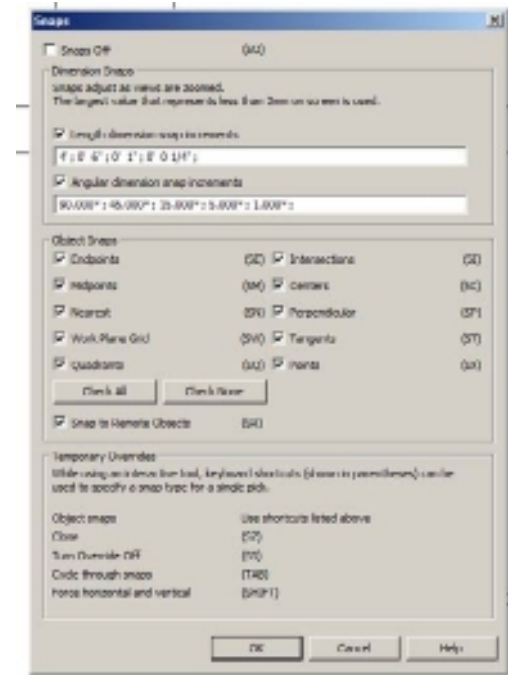 Snaps
Snaps Off
Dimension Snaps
Snaps adjust as views are zoomed.
The largest value that represents less than 2mm on screen is used.
Length dimension snap increments
4' ; 0' 6" ; 0' 1" ; 0' 0 1/4" ;
Angular dimension snap increments
90.000° ; 45.000° ; 15.000° ; 5.000° ; 1.000° ;
Object Snaps
Endpoints (SE) Intersections (SI)
Midpoints (SM) Centers (SC)
Nearest (SN) Perpendicular (SP)
Work Plane Grid (SW) Tangents (ST)
Quadrants (SQ) Points (SX)
Check All Check None
Snap to Remote Objects
Temporary Overrides
While using an interactive tool, keyboard shortcuts (shown in parentheses) can be
used to specify a snap type for a single pick.
Object snaps Use shortcuts listed above
Close (SZ)
Turn Override Off (SS)
Cycle through snaps (TAB)
Force horizontal and vertical (SHIFT)
OK Cancel Help